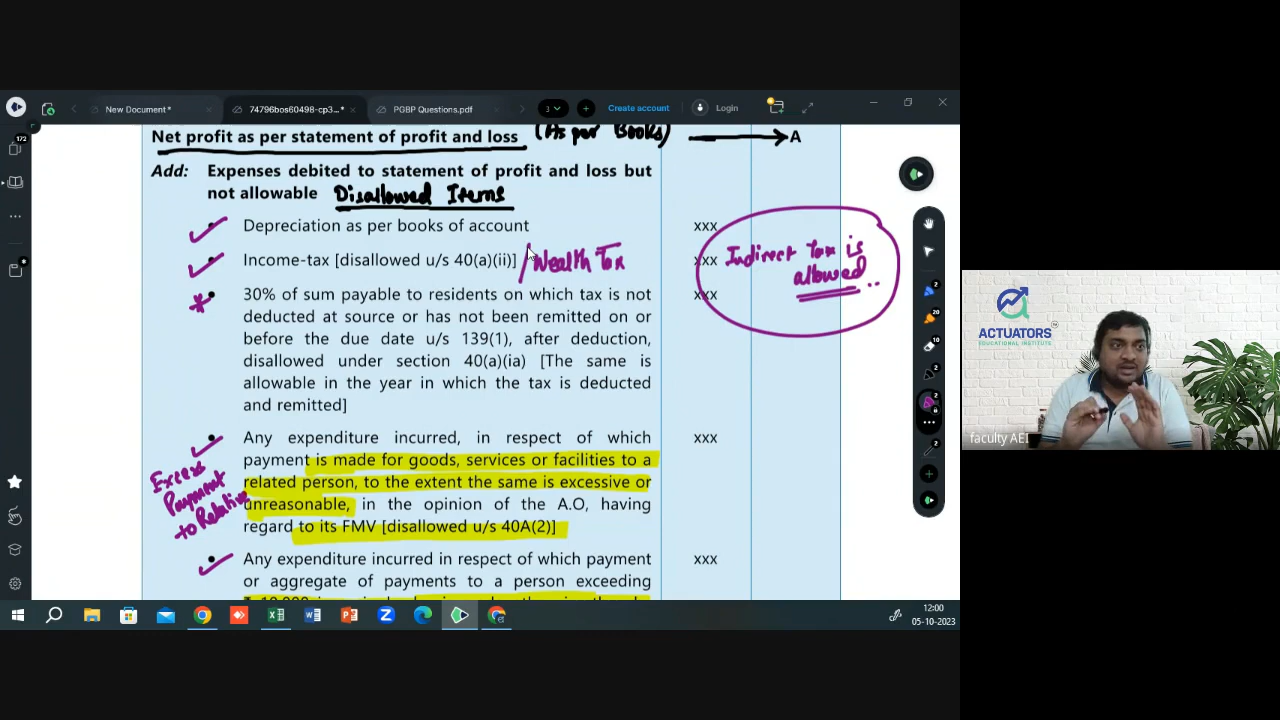 New Document*
74796bos60498-cp3...*
PGBP Questions.pdf
3
Create account
Login
172
Net profit as per statement of profit and loss (As per Books) A
Add: Expenses debited to statement of profit and loss but
not allowable Disallowed Items
Depreciation as per books of account xxx
Income-tax [disallowed u/s 40(a)(ii)] / Wealth Tax xxx
Indirect Tax is
allowed..
30% of sum payable to residents on which tax is not xxx
deducted at source or has not been remitted on or
before the due date u/s 139(1), after deduction,
disallowed under section 40(a)(ia) [The same is
allowable in the year in which the tax is deducted
and remitted]
Any expenditure incurred, in respect of which xxx
payment is made for goods, services or facilities to a
related person, to the extent the same is excessive or
unreasonable, in the opinion of the A.O, having
regard to its FMV [disallowed u/s 40A(2)]
Excess
Payment
to Relative
Any expenditure incurred in respect of which payment xxx
or aggregate of payments to a person exceeding
2
20
2
2
2
2
ACTUATORS
EDUCATIONAL INSTITUTE
faculty AEI
12:00
05-10-2023